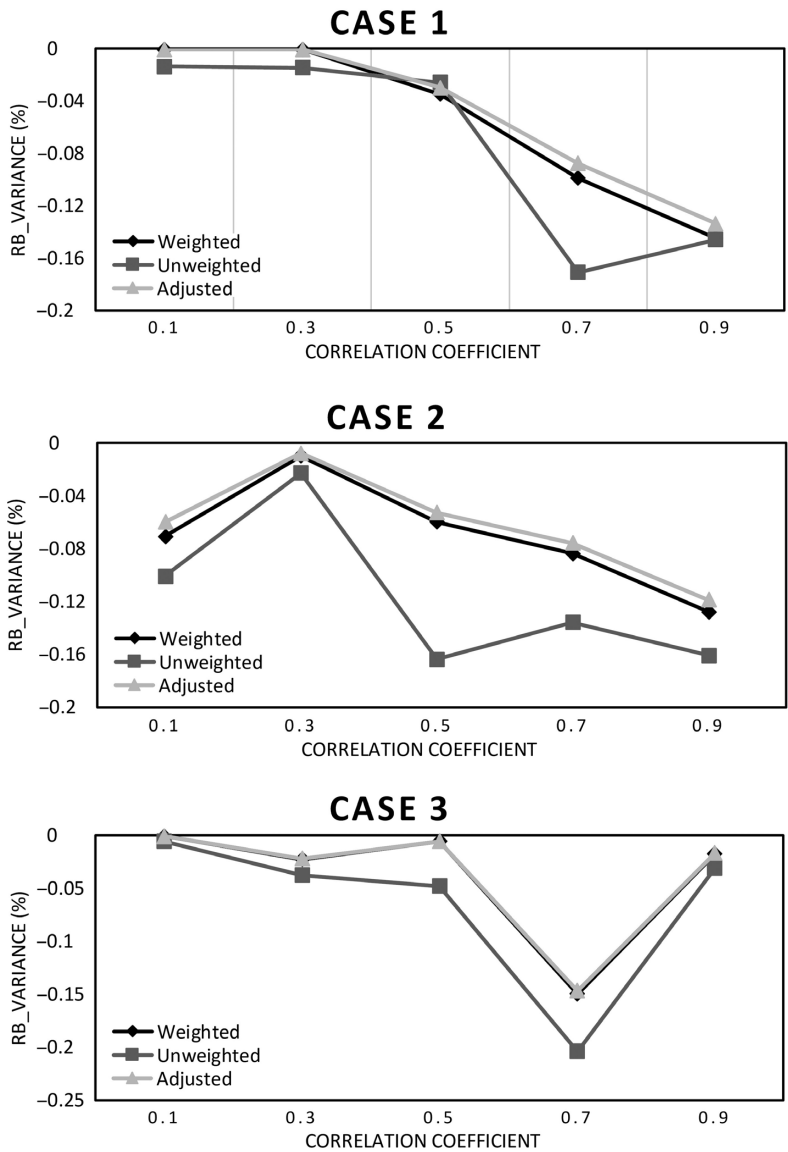 CASE 1
0
−0.04
−0.08
−0.12
−0.16
−0.2
RB_VARIANCE (%)
Weighted
Unweighted
Adjusted
0.1 0.3 0.5 0.7 0.9
CORRELATION COEFFICIENT
CASE 2
0
−0.04
−0.08
−0.12
−0.16
−0.2
RB_VARIANCE (%)
Weighted
Unweighted
Adjusted
0.1 0.3 0.5 0.7 0.9
CORRELATION COEFFICIENT
CASE 3
0
−0.05
−0.1
−0.15
−0.2
−0.25
RB_VARIANCE (%)
Weighted
Unweighted
Adjusted
0.1 0.3 0.5 0.7 0.9
CORRELATION COEFFICIENT